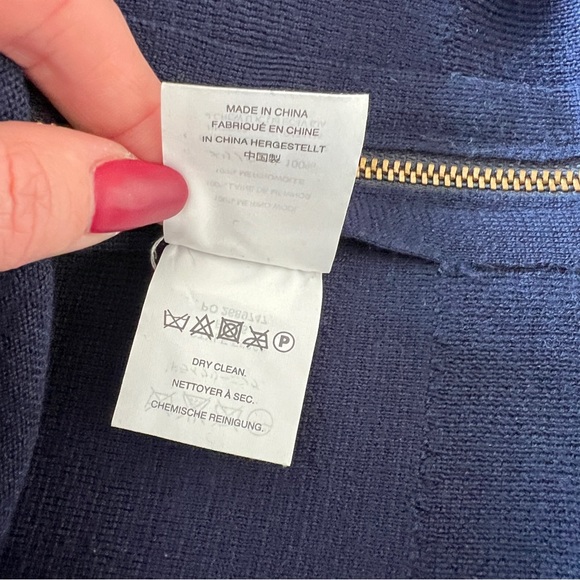 MADE IN CHINA
FABRIQUÉ EN CHINE
IN CHINA HERGESTELLT
中国製
P
DRY CLEAN.
NETTOYER À SEC.
CHEMISCHE REINIGUNG.